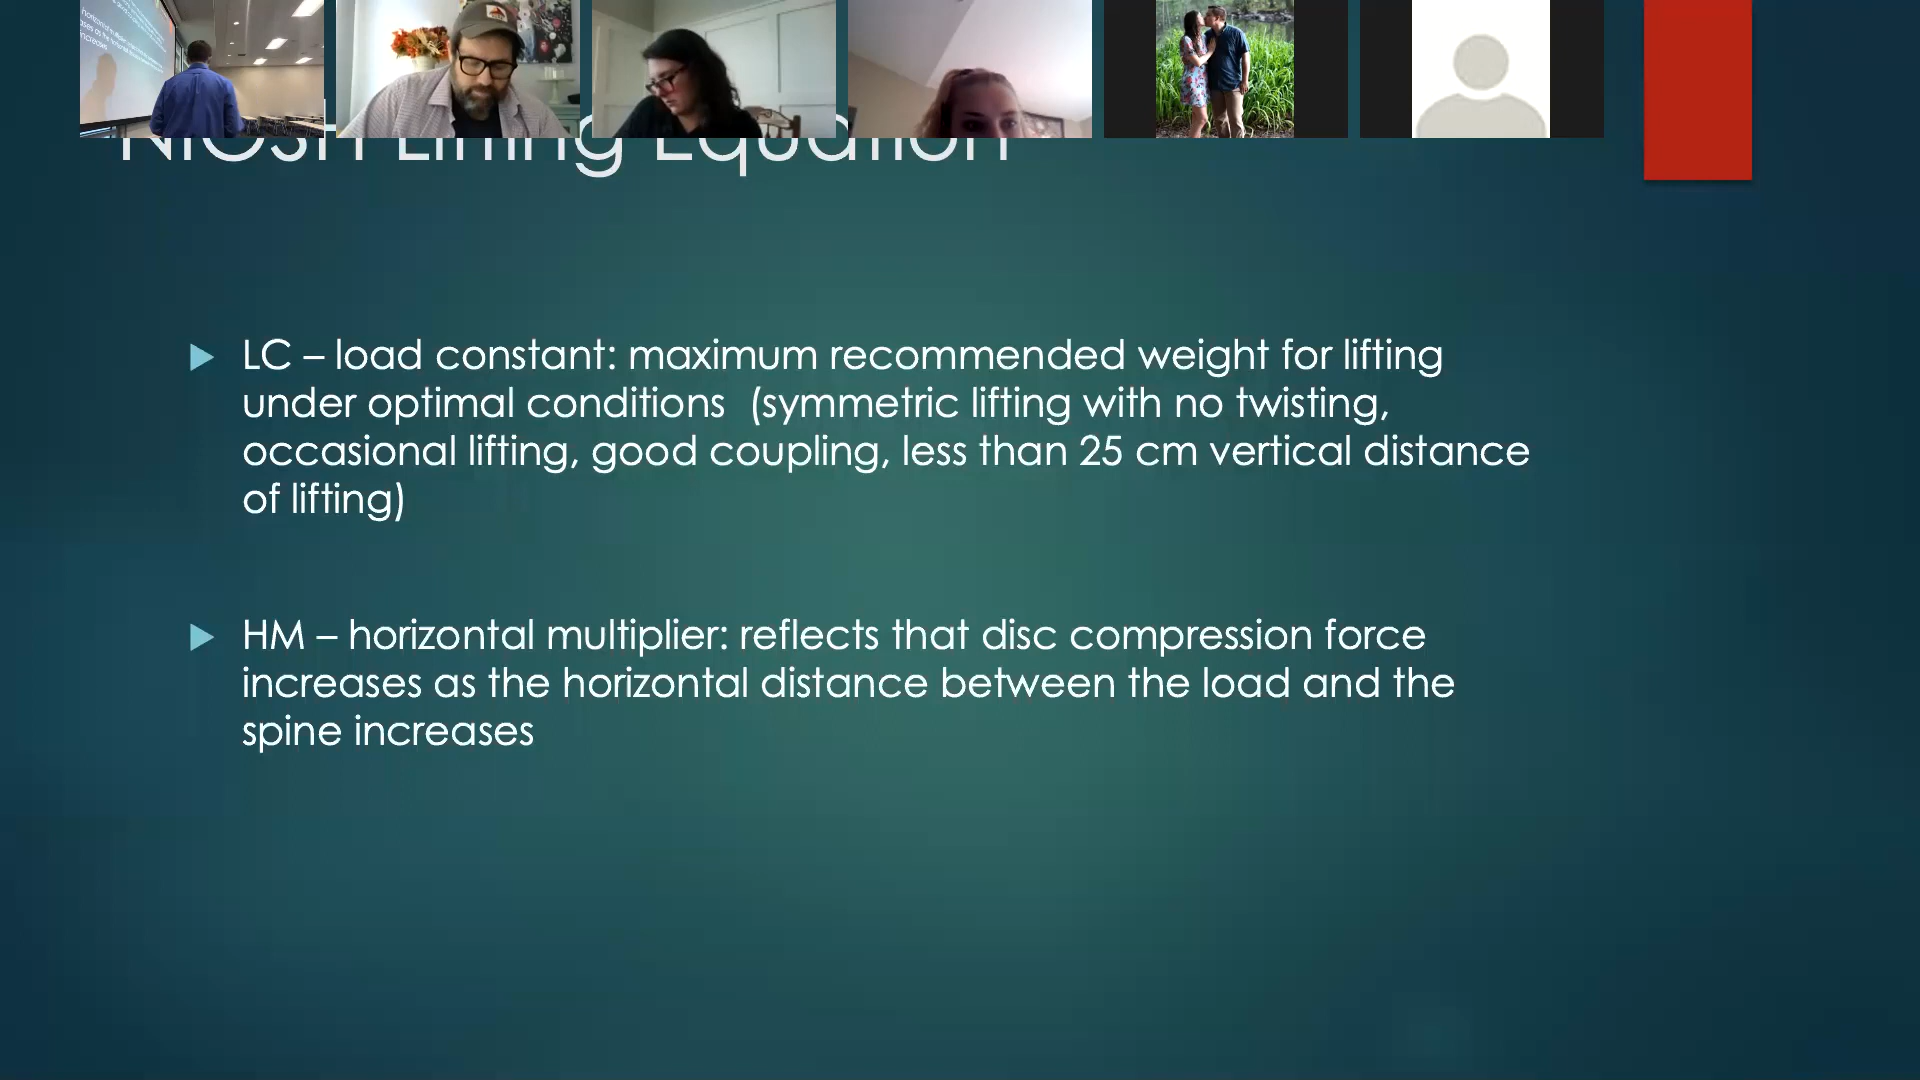 NIOSH Lifting Equation
LC – load constant: maximum recommended weight for lifting
under optimal conditions  (symmetric lifting with no twisting,
occasional lifting, good coupling, less than 25 cm vertical distance
of lifting)
HM – horizontal multiplier: reflects that disc compression force
increases as the horizontal distance between the load and the
spine increases